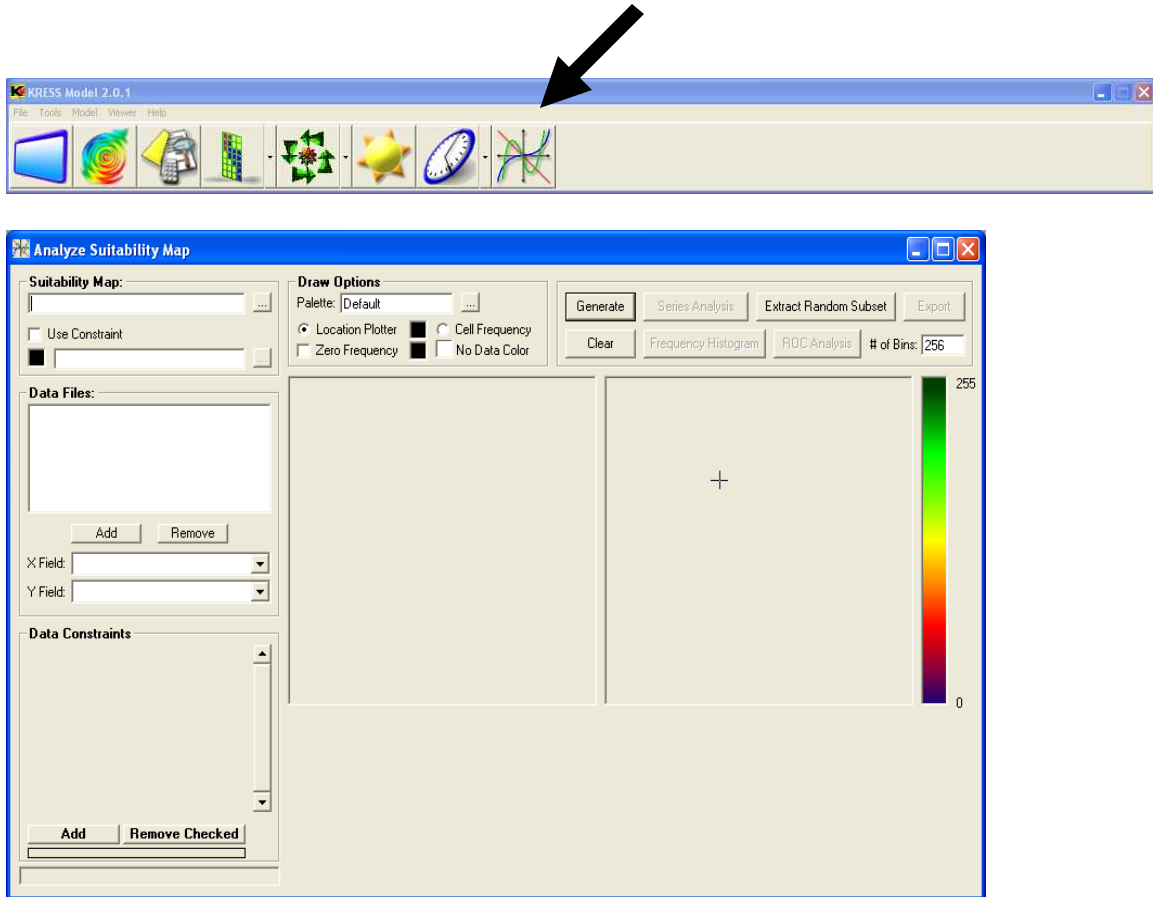 KRESS Model 2.0.1
File Tools Model Viewer Help
Analyze Suitability Map
Suitability Map:
...
Use Constraint
...
Data Files:
Add Remove
X Field:
Y Field:
Data Constraints
Add Remove Checked
Draw Options
Palette: Default ...
Location Plotter Cell Frequency
Zero Frequency No Data Color
Generate Series Analysis Extract Random Subset Export
Clear Frequency Histogram ROC Analysis # of Bins: 256
255
0